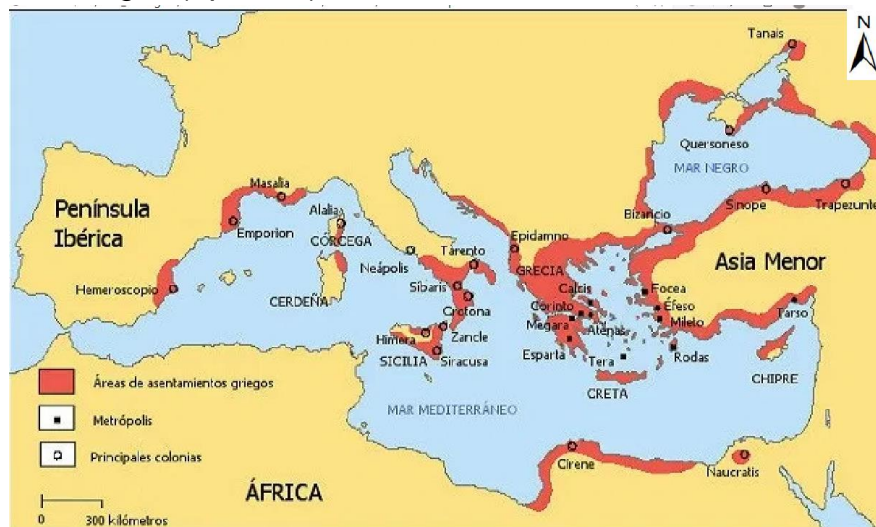 N
Tanais
Quersoneso
MAR NEGRO
Masalia
Península
Ibérica
Alalia
Bizancio
Sinope
Trapezunte
Emporion
CÓRCEGA
Tarento
Epidamno
Neápolis
GRECIA
Asia Menor
Hemeroscopio
CERDEÑA
Síbaris
Calcis
Focea
Corinto
Éfeso
Crotona
Megara
Atenas
Mileto
Tarso
Himera
Zancle
SICILIA
Siracusa
Esparta
Tera
Rodas
CHIPRE
CRETA
Áreas de asentamientos griegos
MAR MEDITERRÁNEO
Metrópolis
Principales colonias
Cirene
Naucratis
ÁFRICA
0 300 kilómetros